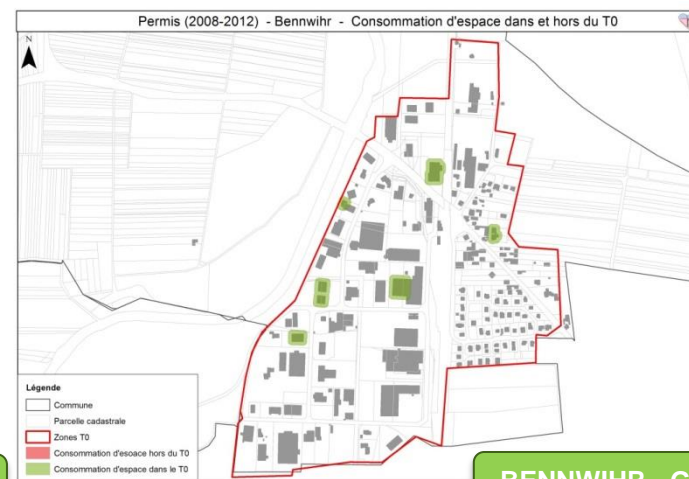 Permis (2008-2012) - Bennwihr - Consommation d'espace dans et hors du T0
N
Légende
Commune
Parcelle cadastrale
Zones T0
Consommation d'esoace hors du T0
Consommation d'espace dans le T0
BENNWIHR